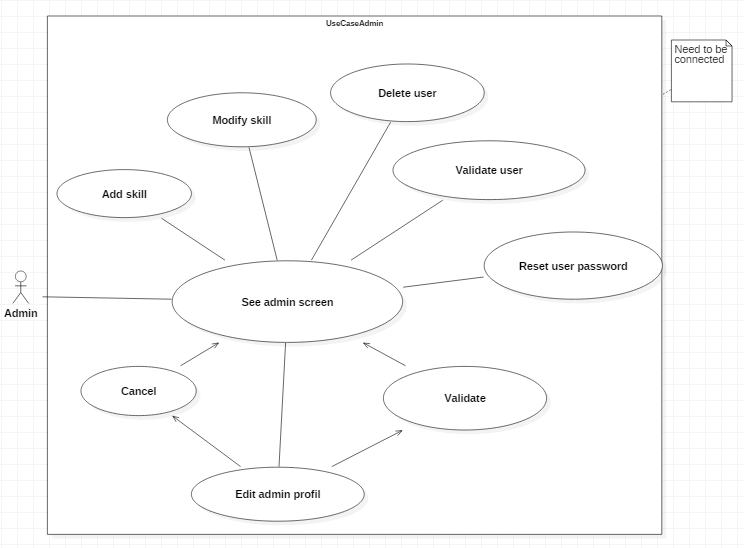 UseCaseAdmin
Need to be
connected
Delete user
Modify skill
Validate user
Add skill
Reset user password
See admin screen
Admin
Cancel
Validate
Edit admin profil